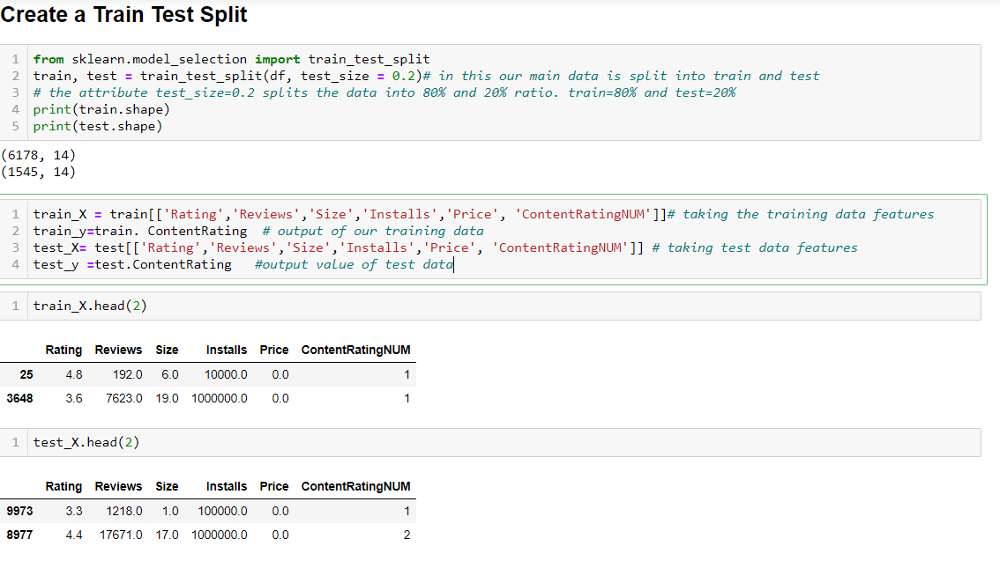 Create a Train Test Split
1 from sklearn.model_selection import train_test_split
2 train, test = train_test_split(df, test_size = 0.2)# in this our main data is split into train and test
3 # the attribute test_size=0.2 splits the data into 80% and 20% ratio. train=80% and test=20%
4 print(train.shape)
5 print(test.shape)
(6178, 14)
(1545, 14)
1 train_X = train[['Rating','Reviews','Size','Installs','Price', 'ContentRatingNUM']]# taking the training data features
2 train_y=train. ContentRating  # output of our training data
3 test_X= test[['Rating','Reviews','Size','Installs','Price', 'ContentRatingNUM']] # taking test data features
4 test_y =test.ContentRating   #output value of test data
1 train_X.head(2)
Rating Reviews Size Installs Price ContentRatingNUM
25 4.8 192.0 6.0 10000.0 0.0 1
3648 3.6 7623.0 19.0 1000000.0 0.0 1
1 test_X.head(2)
Rating Reviews Size Installs Price ContentRatingNUM
9973 3.3 1218.0 1.0 100000.0 0.0 1
8977 4.4 17671.0 17.0 1000000.0 0.0 2